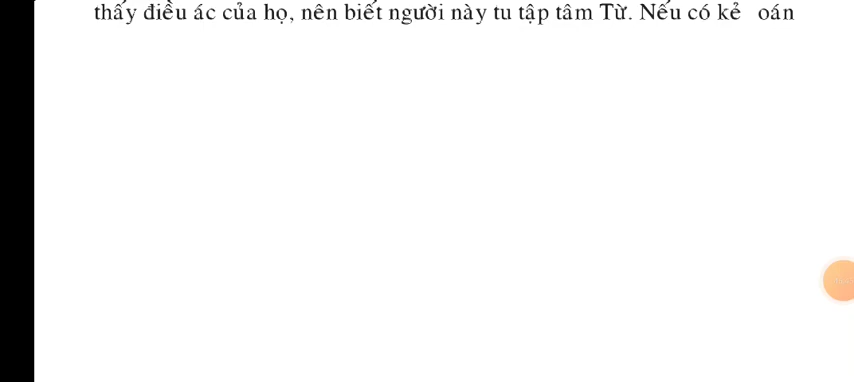 thấy điều ác của họ, nên biết người này tu tập tâm Từ. Nếu có kẻ oán